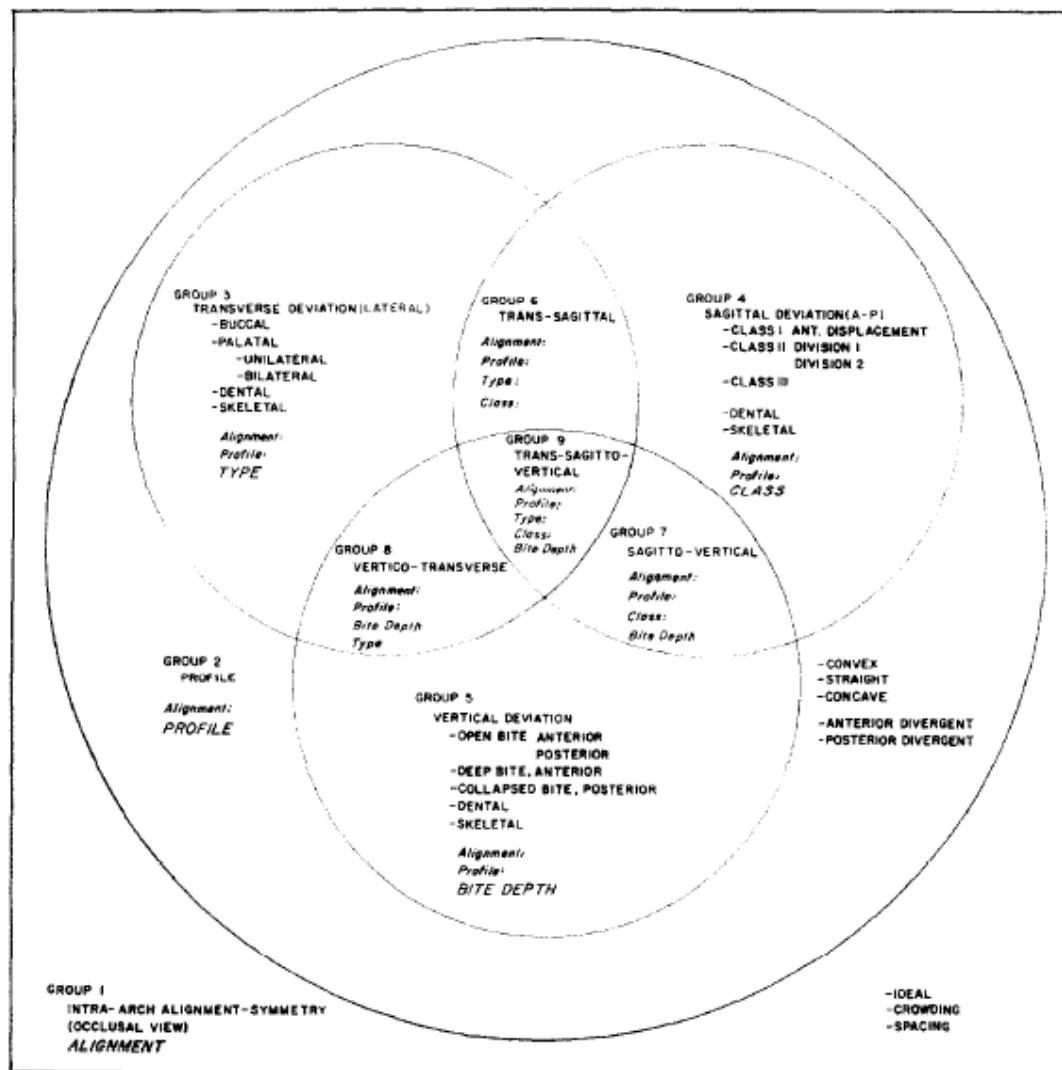 GROUP 3
TRANSVERSE DEVIATION(LATERAL)
-BUCCAL
-PALATAL
-UNILATERAL
-BILATERAL
-DENTAL
-SKELETAL
Alignment:
Profile:
TYPE
GROUP 6
TRANS-SAGITTAL
Alignment:
Profile:
Type:
Class:
GROUP 4
SAGITTAL DEVIATION(A-P)
-CLASS I ANT. DISPLACEMENT
-CLASS II DIVISION 1
DIVISION 2
-CLASS III
-DENTAL
-SKELETAL
Alignment:
Profile:
CLASS
GROUP 9
TRANS-SAGITTO-
VERTICAL
Alignment:
Profile:
Type:
Class:
Bite Depth
GROUP 8
VERTICO-TRANSVERSE
Alignment:
Profile:
Bite Depth
Type
GROUP 7
SAGITTO-VERTICAL
Alignment:
Profile:
Class:
Bite Depth
GROUP 2
PROFILE
Alignment:
PROFILE
-CONVEX
-STRAIGHT
-CONCAVE
-ANTERIOR DIVERGENT
-POSTERIOR DIVERGENT
GROUP 5
VERTICAL DEVIATION
-OPEN BITE ANTERIOR
POSTERIOR
-DEEP BITE, ANTERIOR
-COLLAPSED BITE, POSTERIOR
-DENTAL
-SKELETAL
Alignment:
Profile:
BITE DEPTH
GROUP 1
INTRA-ARCH ALIGNMENT-SYMMETRY
(OCCLUSAL VIEW)
ALIGNMENT
-IDEAL
-CROWDING
-SPACING